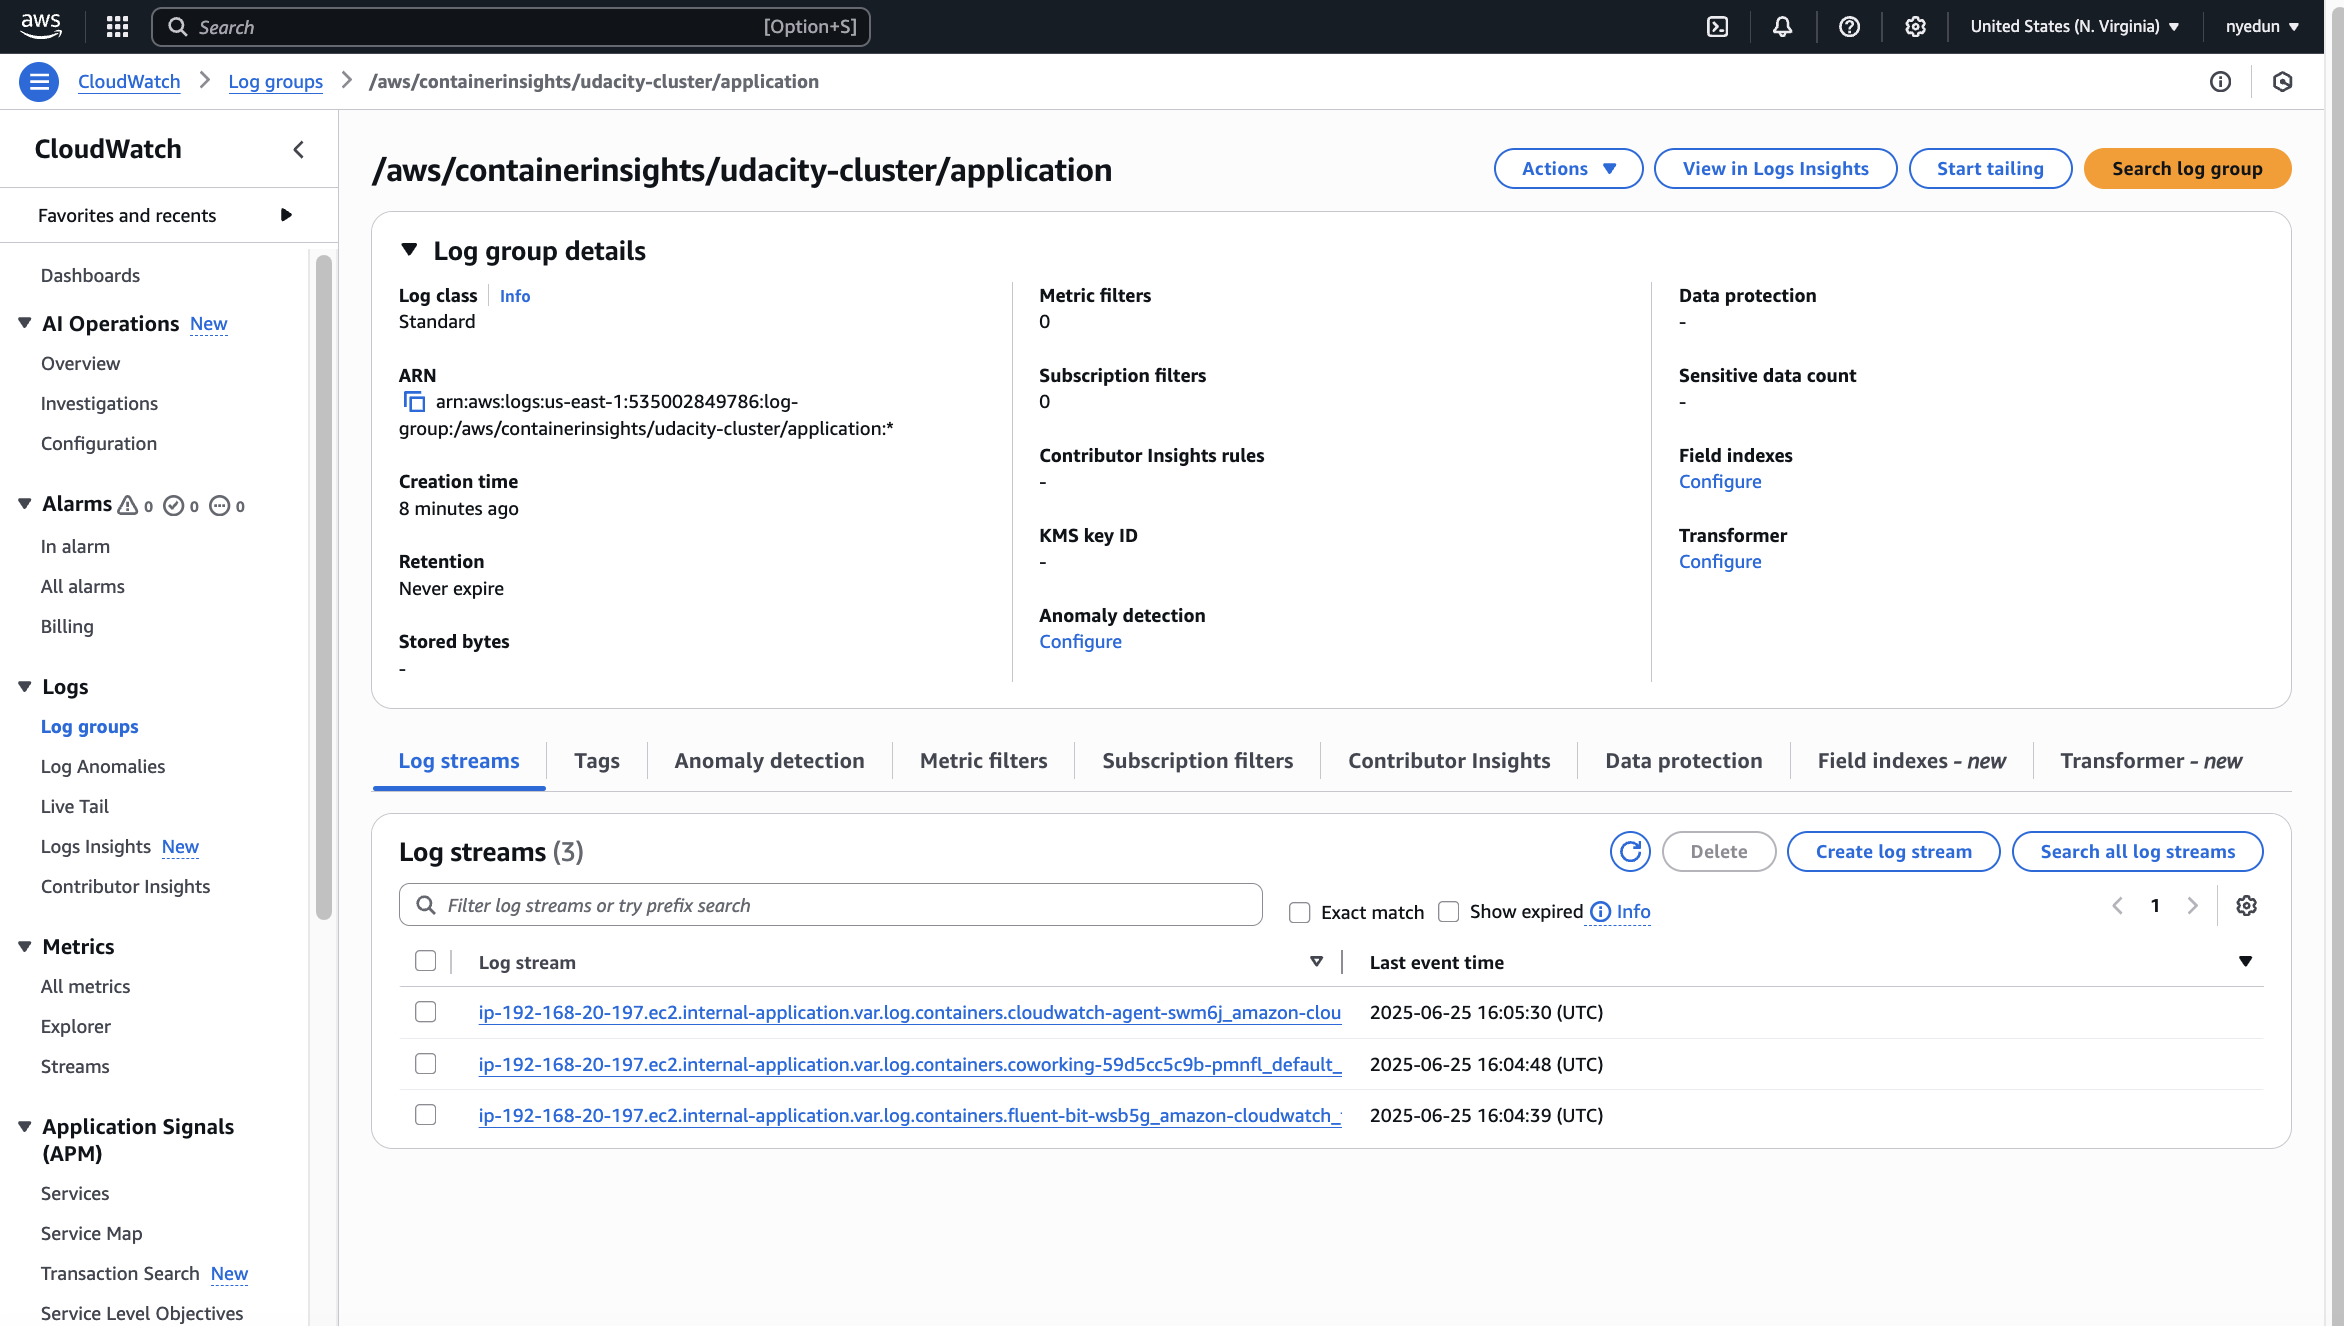 aws
Search
[Option+S]
United States (N. Virginia)
nyedun
CloudWatch
Log groups
/aws/containerinsights/udacity-cluster/application
CloudWatch
Favorites and recents
Dashboards
AI Operations New
Overview
Investigations
Configuration
Alarms 0 0 0
In alarm
All alarms
Billing
Logs
Log groups
Log Anomalies
Live Tail
Logs Insights New
Contributor Insights
Metrics
All metrics
Explorer
Streams
Application Signals
(APM)
Services
Service Map
Transaction Search New
Service Level Objectives
/aws/containerinsights/udacity-cluster/application
Actions
View in Logs Insights
Start tailing
Search log group
Log group details
Log class Info
Standard
ARN
arn:aws:logs:us-east-1:535002849786:log-
group:/aws/containerinsights/udacity-cluster/application:*
Creation time
8 minutes ago
Retention
Never expire
Stored bytes
-
Metric filters
0
Subscription filters
0
Contributor Insights rules
-
KMS key ID
-
Anomaly detection
Configure
Data protection
-
Sensitive data count
-
Field indexes
Configure
Transformer
Configure
Log streams
Tags
Anomaly detection
Metric filters
Subscription filters
Contributor Insights
Data protection
Field indexes - new
Transformer - new
Log streams (3)
Delete
Create log stream
Search all log streams
Filter log streams or try prefix search
Exact match
Show expired
Info
1
Log stream
Last event time
ip-192-168-20-197.ec2.internal-application.var.log.containers.cloudwatch-agent-swm6j_amazon-clou
2025-06-25 16:05:30 (UTC)
ip-192-168-20-197.ec2.internal-application.var.log.containers.coworking-59d5cc5c9b-pmnfl_default_
2025-06-25 16:04:48 (UTC)
ip-192-168-20-197.ec2.internal-application.var.log.containers.fluent-bit-wsb5g_amazon-cloudwatch_
2025-06-25 16:04:39 (UTC)